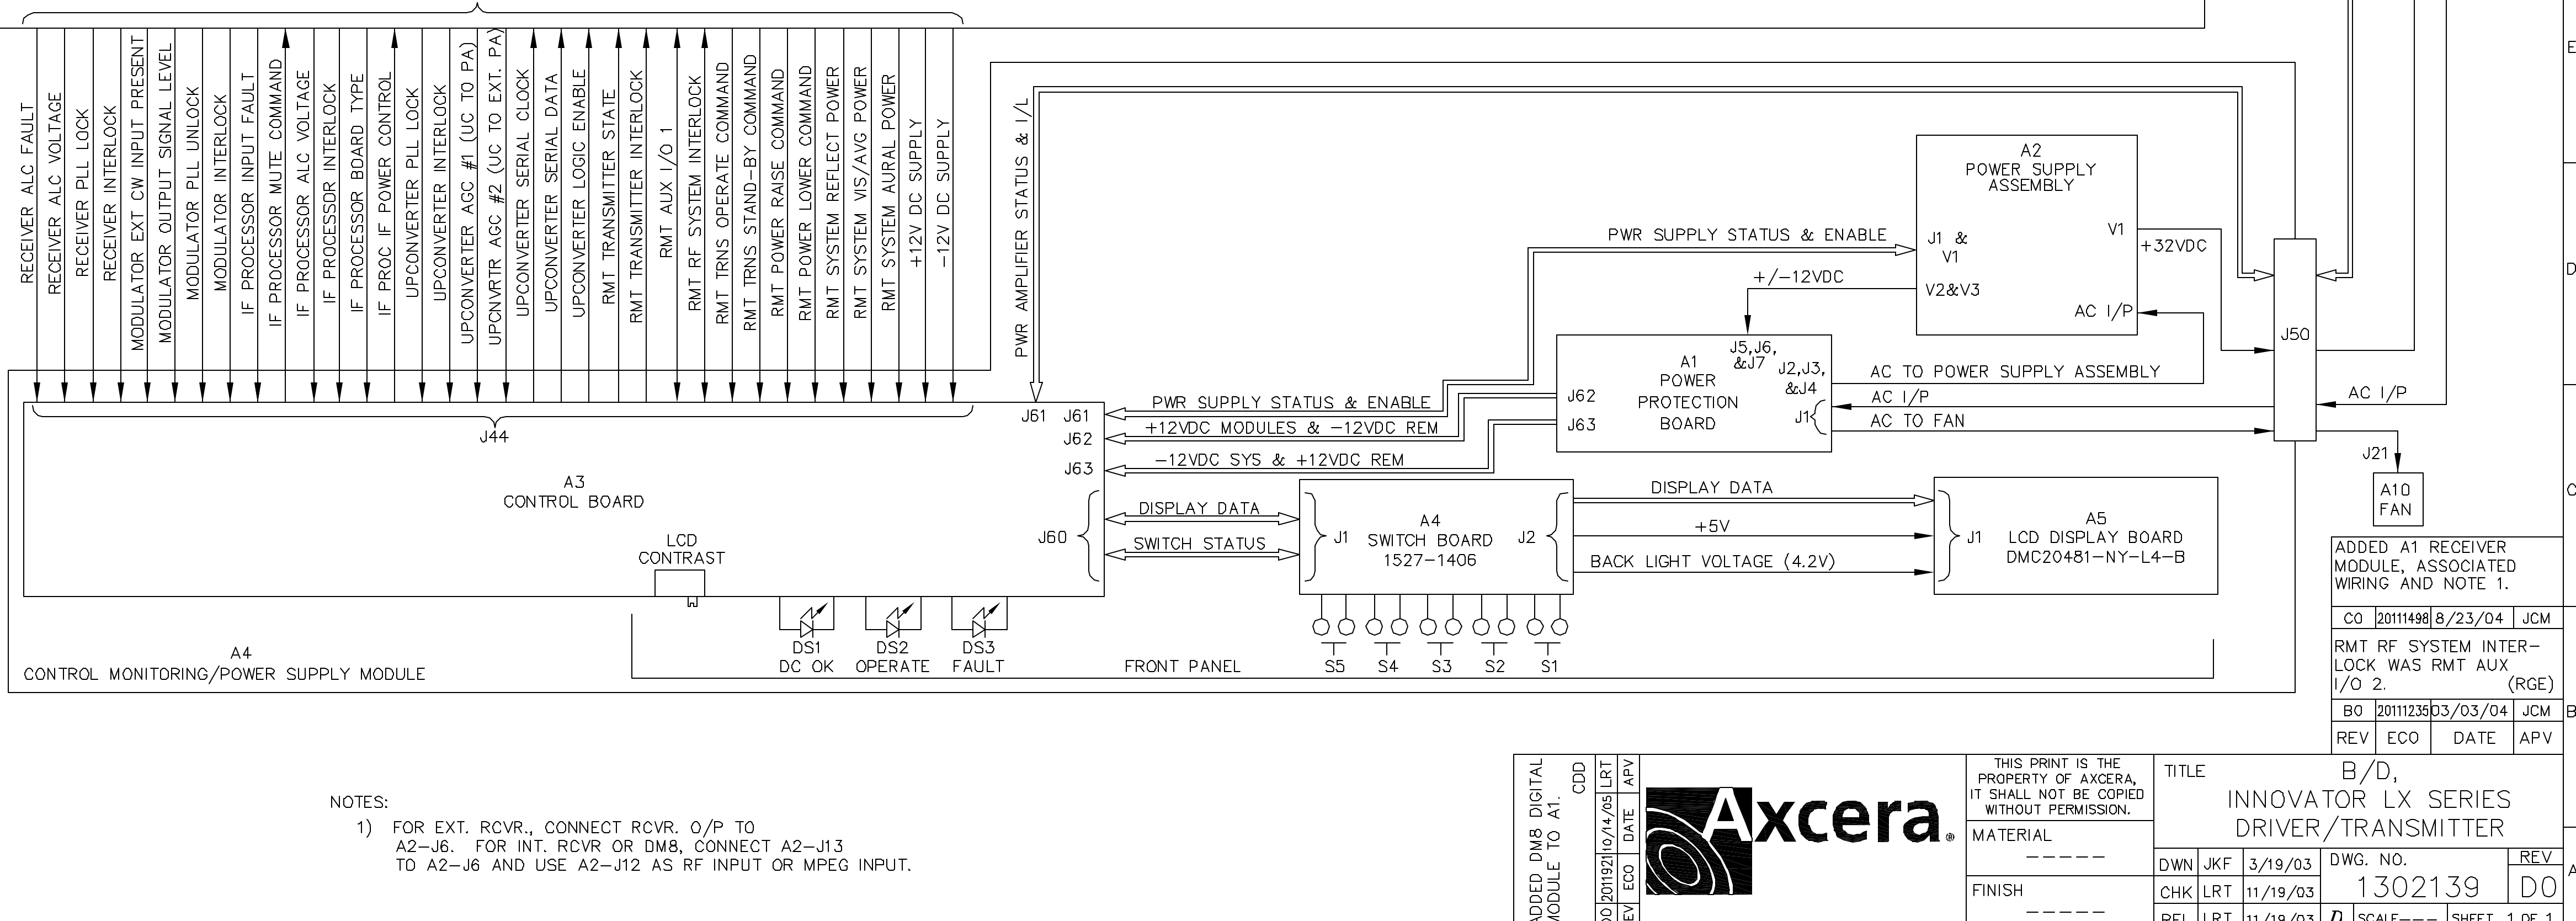 RECEIVER ALC FAULT
RECEIVER ALC VOLTAGE
RECEIVER PLL LOCK
RECEIVER INTERLOCK
MODULATOR EXT CW INPUT PRESENT
MODULATOR OUTPUT SIGNAL LEVEL
MODULATOR PLL UNLOCK
MODULATOR INTERLOCK
IF PROCESSOR INPUT FAULT
IF PROCESSOR MUTE COMMAND
IF PROCESSOR ALC VOLTAGE
IF PROCESSOR INTERLOCK
IF PROCESSOR BOARD TYPE
IF PROC IF POWER CONTROL
UPCONVERTER PLL LOCK
UPCONVERTER INTERLOCK
UPCONVERTER AGC #1 (UC TO PA)
UPCNVRTR AGC #2 (UC TO EXT. PA)
UPCONVERTER SERIAL CLOCK
UPCONVERTER SERIAL DATA
UPCONVERTER LOGIC ENABLE
RMT TRANSMITTER STATE
RMT TRANSMITTER INTERLOCK
RMT AUX I/O 1
RMT RF SYSTEM INTERLOCK
RMT TRNS OPERATE COMMAND
RMT TRNS STAND-BY COMMAND
RMT POWER RAISE COMMAND
RMT POWER LOWER COMMAND
RMT SYSTEM REFLECT POWER
RMT SYSTEM VIS/AVG POWER
RMT SYSTEM AURAL POWER
+12V DC SUPPLY
-12V DC SUPPLY
PWR AMPLIFIER STATUS & I/L
J44
J61 J61
J62
J63
A3
CONTROL BOARD
J60
LCD
CONTRAST
DS1
DC OK
DS2
OPERATE
DS3
FAULT
FRONT PANEL
A4
CONTROL MONITORING/POWER SUPPLY MODULE
PWR SUPPLY STATUS & ENABLE
+12VDC MODULES & -12VDC REM
-12VDC SYS & +12VDC REM
DISPLAY DATA
SWITCH STATUS
PWR SUPPLY STATUS & ENABLE
+/-12VDC
A2
POWER SUPPLY
ASSEMBLY
J1 &
V1
V2&V3
V1
AC I/P
+32VDC
J5,J6,
&J7
J2,J3,
&J4
A1
POWER
PROTECTION
BOARD
J62
J63
J1
AC TO POWER SUPPLY ASSEMBLY
AC I/P
AC TO FAN
J50
AC I/P
J21
A10
FAN
J1
A4
SWITCH BOARD
1527-1406
J2
S5 S4 S3 S2 S1
DISPLAY DATA
+5V
BACK LIGHT VOLTAGE (4.2V)
J1
A5
LCD DISPLAY BOARD
DMC20481-NY-L4-B
E
D
C
B
A
ADDED A1 RECEIVER
MODULE, ASSOCIATED
WIRING AND NOTE 1.
C0 20111498 8/23/04 JCM
RMT RF SYSTEM INTER-
LOCK WAS RMT AUX
I/O 2. (RGE)
B0 20111235 03/03/04 JCM
REV ECO DATE APV
NOTES:
1) FOR EXT. RCVR., CONNECT RCVR. O/P TO
A2-J6. FOR INT. RCVR OR DM8, CONNECT A2-J13
TO A2-J6 AND USE A2-J12 AS RF INPUT OR MPEG INPUT.
ADDED DM8 DIGITAL
MODULE TO A1.
CDD
20119921 10/14/05 LRT
ECO DATE APV
Axcera®
THIS PRINT IS THE
PROPERTY OF AXCERA,
IT SHALL NOT BE COPIED
WITHOUT PERMISSION.
MATERIAL
-----
FINISH
-----
TITLE
B/D,
INNOVATOR LX SERIES
DRIVER/TRANSMITTER
DWN JKF 3/19/03
CHK LRT 11/19/03
REL LRT 11/19/03
DWG. NO.
1302139
REV
D0
D SCALE--- SHEET 1 OF 1